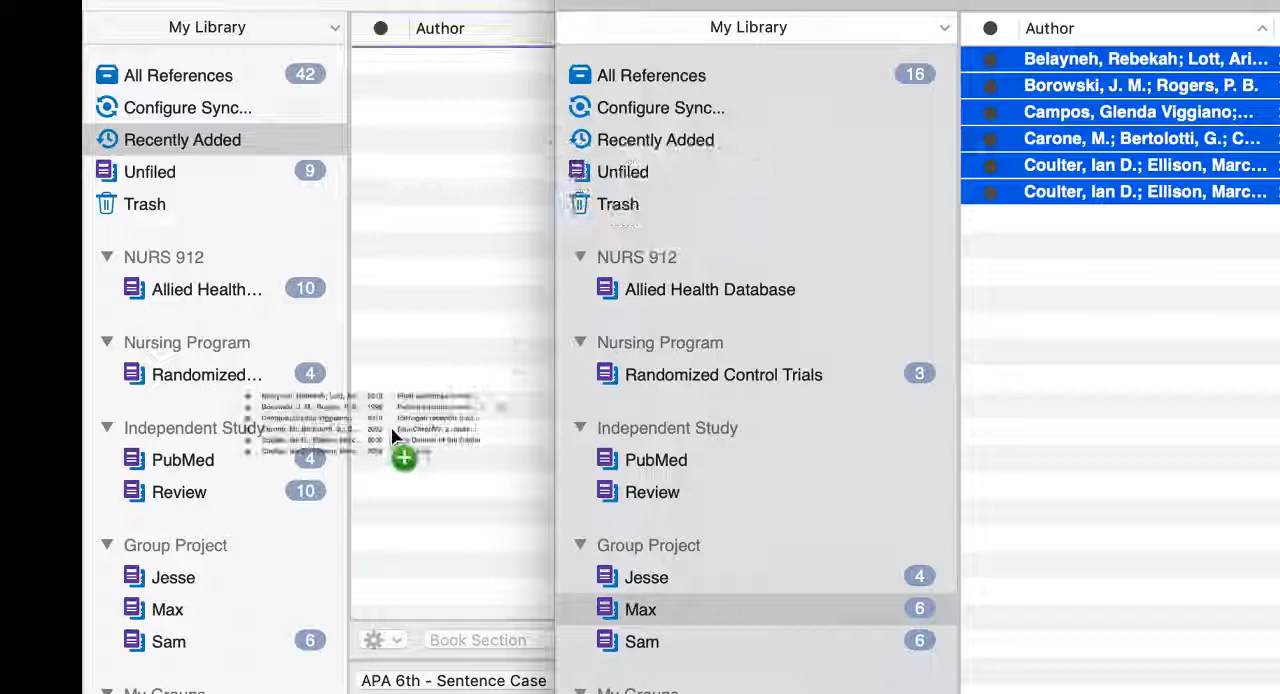 My Library
Author
All References 42
Configure Sync...
Recently Added
Unfiled 9
Trash
NURS 912
Allied Health... 10
Nursing Program
Randomized... 4
Independent Study
PubMed 4
Review 10
Group Project
Jesse
Max
Sam 6
My Groups
Book Section
APA 6th - Sentence Case
My Library
All References 16
Configure Sync...
Recently Added
Unfiled
Trash
NURS 912
Allied Health Database
Nursing Program
Randomized Control Trials 3
Independent Study
PubMed
Review
Group Project
Jesse 4
Max 6
Sam 6
My Groups
Author
Belayneh, Rebekah; Lott, Ari...
Borowski, J. M.; Rogers, P. B.
Campos, Glenda Viggiano;...
Carone, M.; Bertolotti, G.; C...
Coulter, Ian D.; Ellison, Marc...
Coulter, Ian D.; Ellison, Marc...